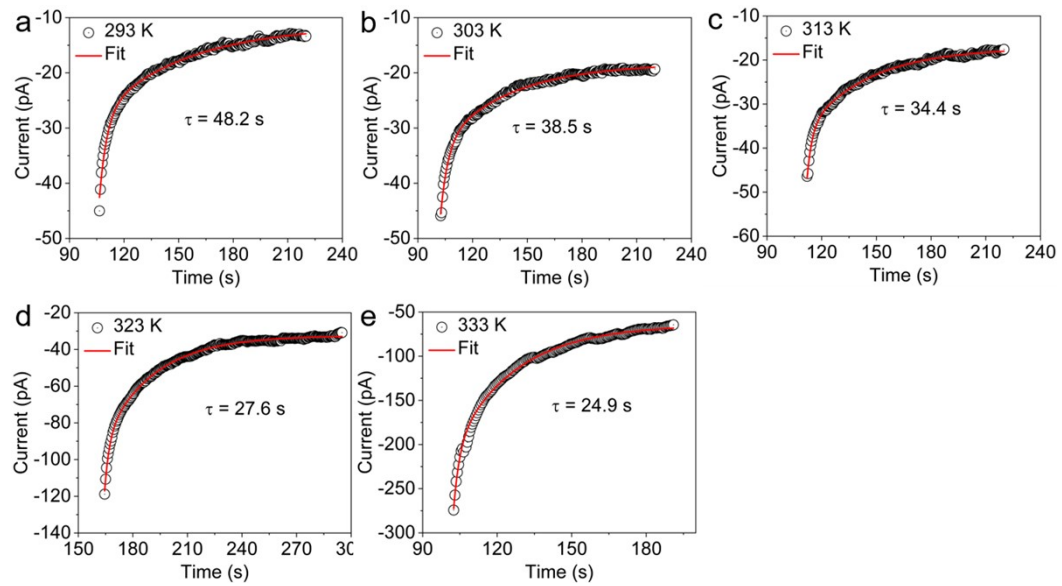 a
293 K
Fit
τ = 48.2 s
-10
-20
-30
-40
-50
90 120 150 180 210 240
Time (s)
Current (pA)
b
303 K
Fit
τ = 38.5 s
-10
-20
-30
-40
-50
90 120 150 180 210 240
Time (s)
Current (pA)
c
313 K
Fit
τ = 34.4 s
-10
-20
-30
-40
-50
-60
90 120 150 180 210 240
Time (s)
Current (pA)
d
323 K
Fit
τ = 27.6 s
-20
-40
-60
-80
-100
-120
-140
150 180 210 240 270 30
Time (s)
Current (pA)
e
333 K
Fit
τ = 24.9 s
-50
-100
-150
-200
-250
-300
90 120 150 180
Time (s)
Current (pA)